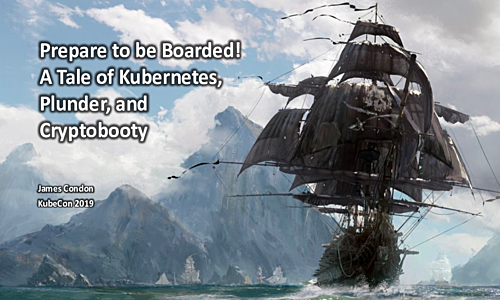 Prepare to be Boarded!
A Tale of Kubernetes,
Plunder, and
Cryptobooty
James Condon
KubeCon 2019